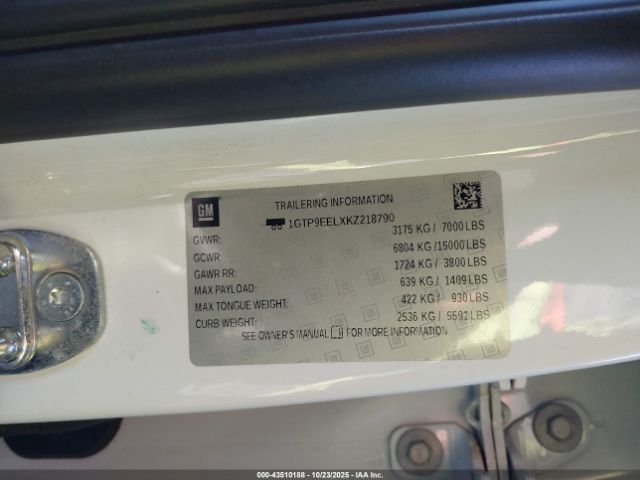 GM
TRAILERING INFORMATION
1GTP9EELXKZ218790
GVWR: 3175 KG / 7000 LBS
GCWR: 6804 KG /15000 LBS
GAWR RR: 1724 KG / 3800 LBS
MAX PAYLOAD: 639 KG / 1409 LBS
MAX TONGUE WEIGHT: 422 KG / 930 LBS
CURB WEIGHT: 2536 KG / 5591 LBS
SEE OWNER'S MANUAL FOR MORE INFORMATION
000-43510188 - 10/23/2025 - IAA Inc.